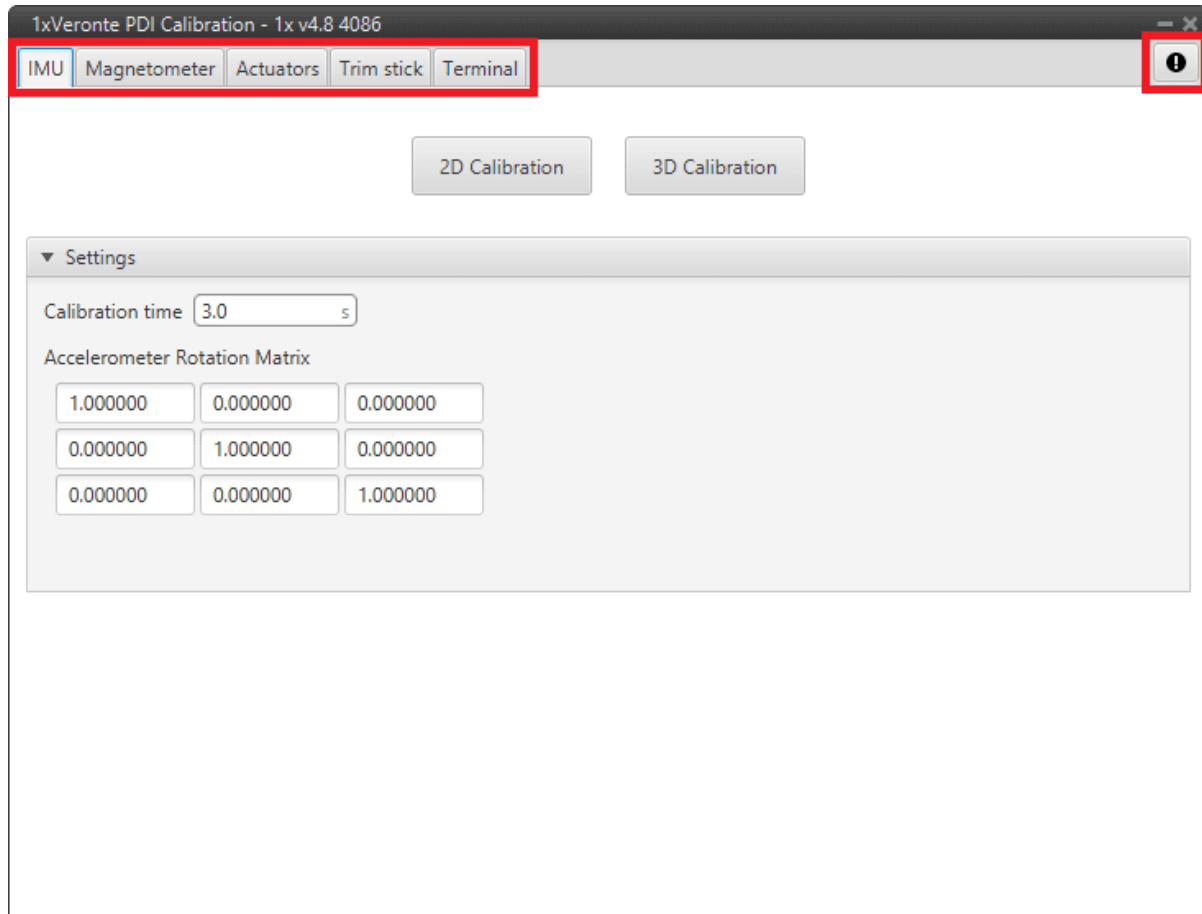 1xVeronte PDI Calibration - 1x v4.8 4086
IMU Magnetometer Actuators Trim stick Terminal
2D Calibration 3D Calibration
Settings
Calibration time 3.0 s
Accelerometer Rotation Matrix
1.000000 0.000000 0.000000
0.000000 1.000000 0.000000
0.000000 0.000000 1.000000